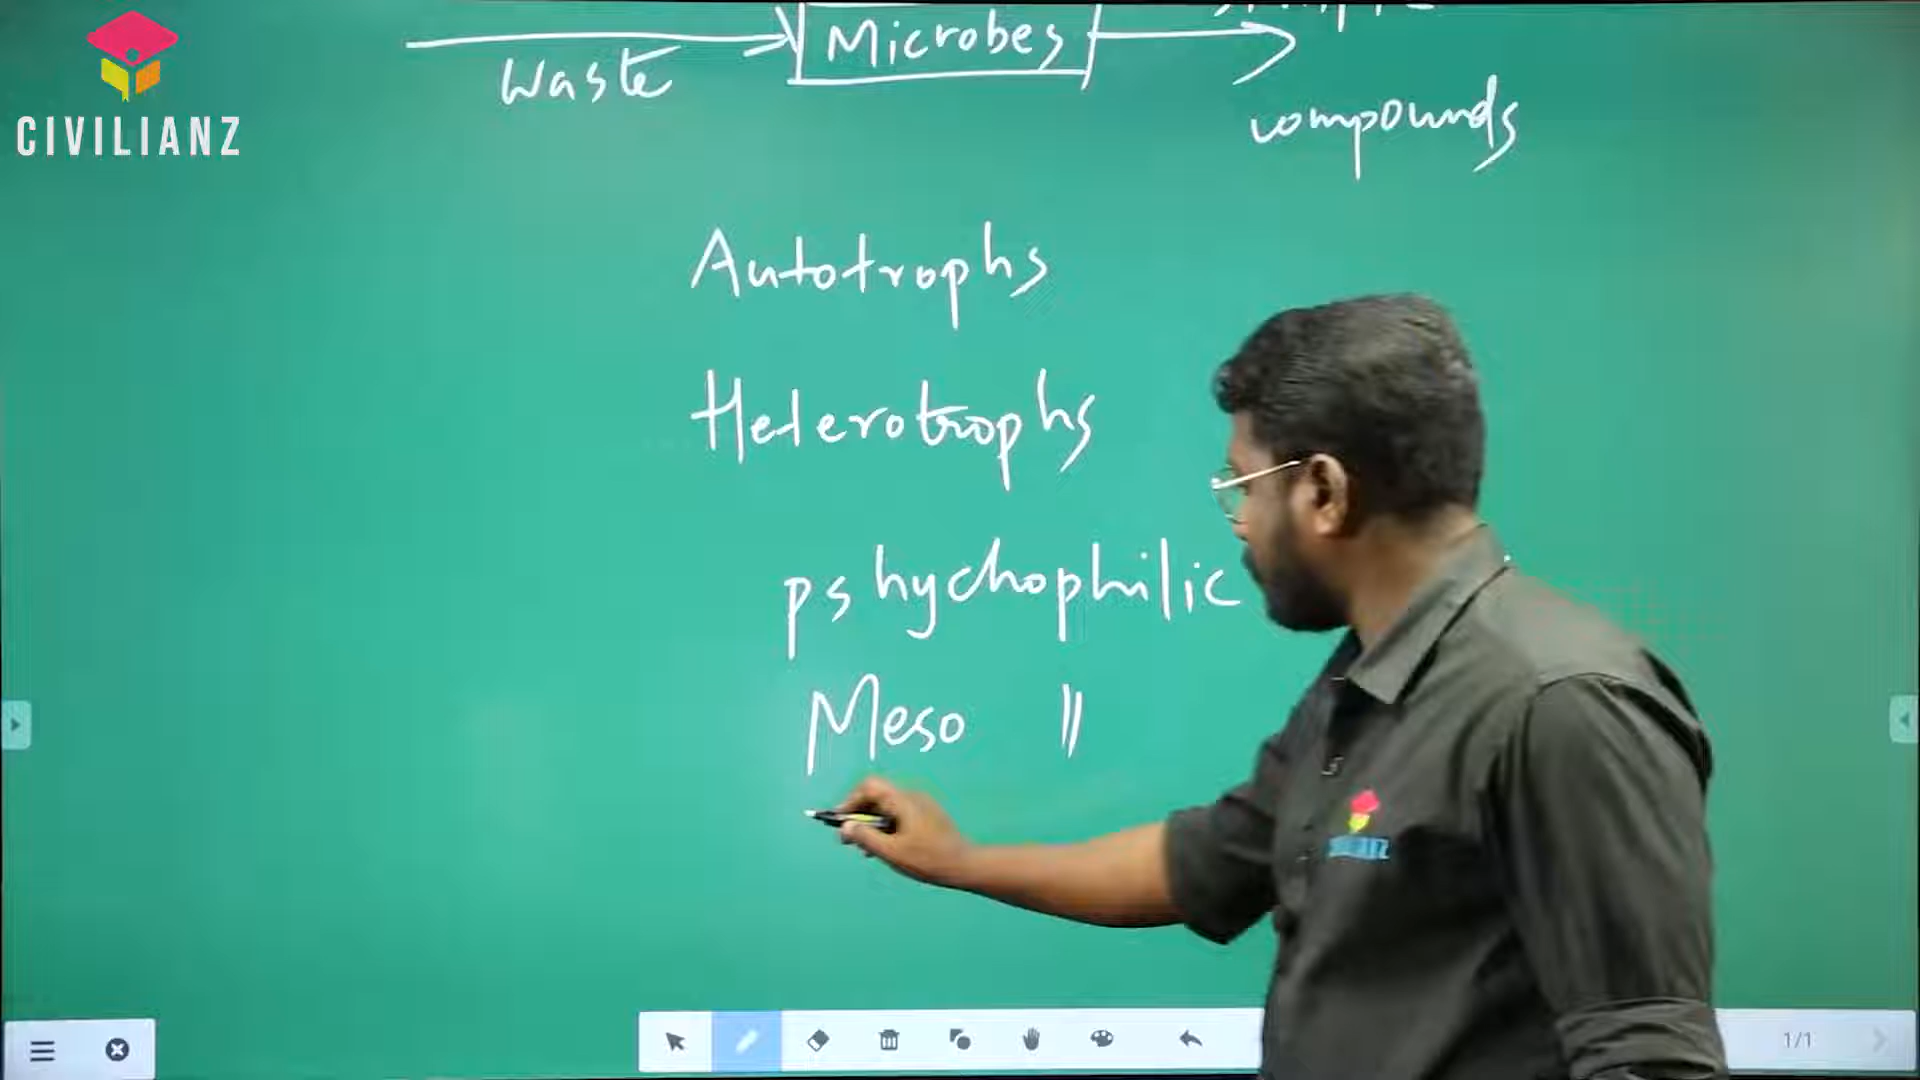 CIVILIANZ
Waste
Microbes
compounds
Autotrophs
Heterotrophs
pshychophilic
Meso "
1/1